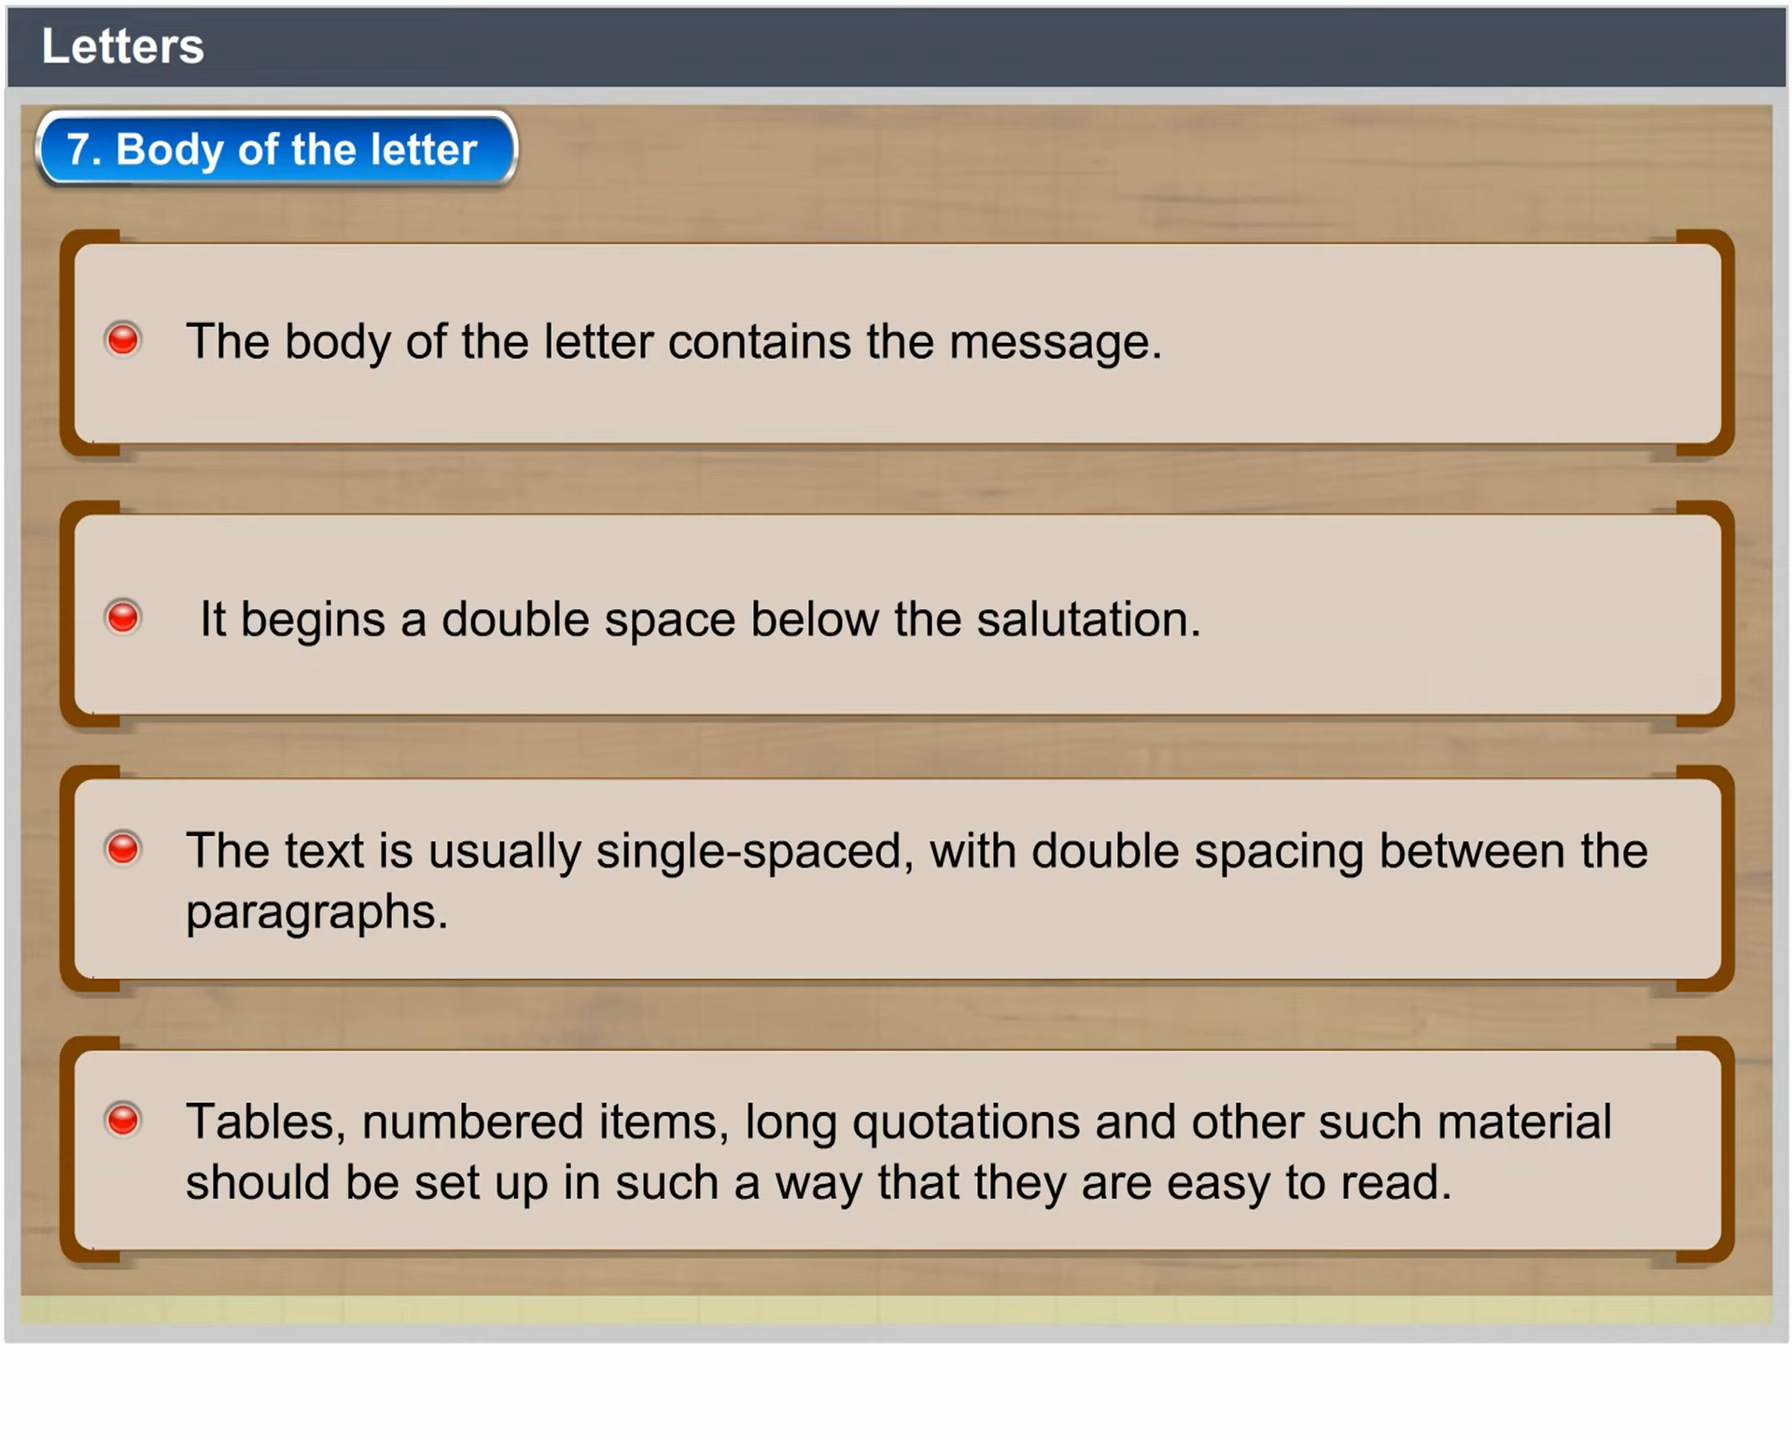 Letters
7. Body of the letter
The body of the letter contains the message.
It begins a double space below the salutation.
The text is usually single-spaced, with double spacing between the
paragraphs.
Tables, numbered items, long quotations and other such material
should be set up in such a way that they are easy to read.